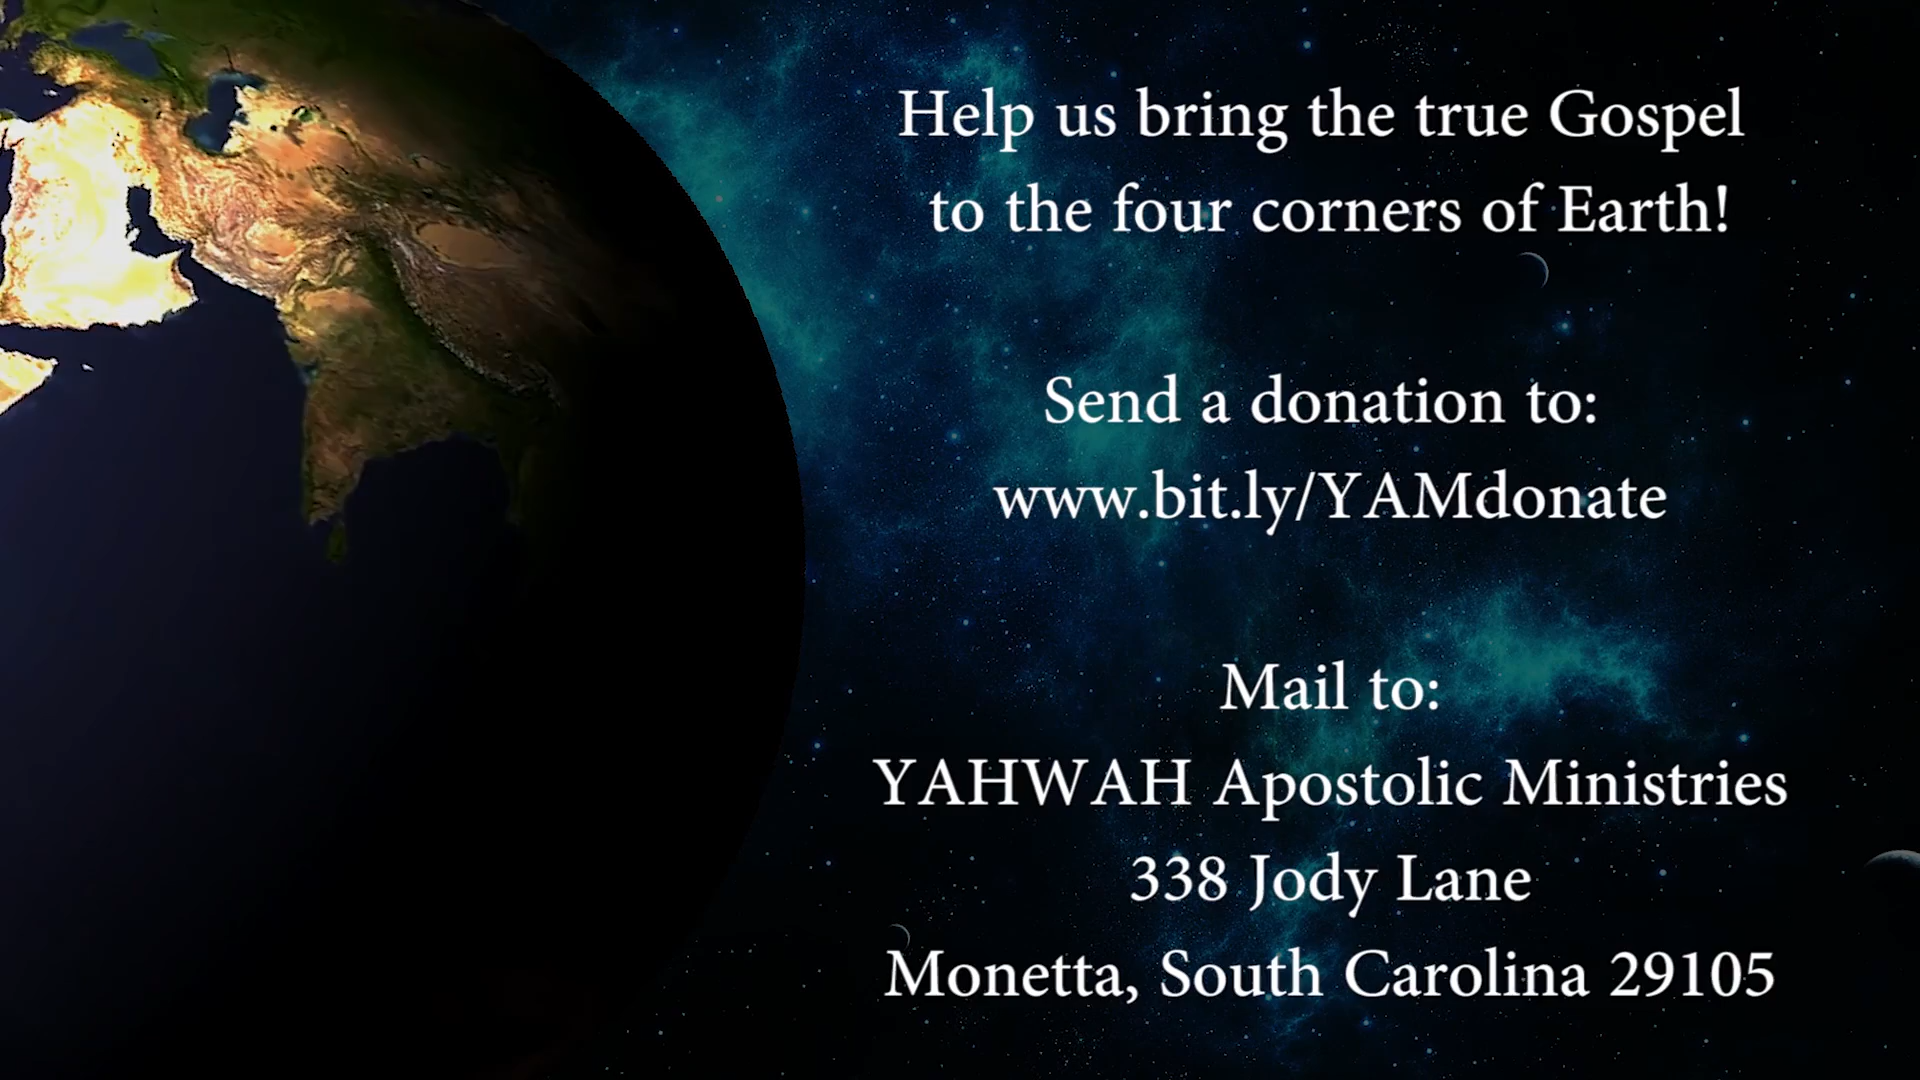 Help us bring the true Gospel
to the four corners of Earth!
Send a donation to:
www.bit.ly/YAMdonate
Mail to:
YAHWAH Apostolic Ministries
338 Jody Lane
Monetta, South Carolina 29105